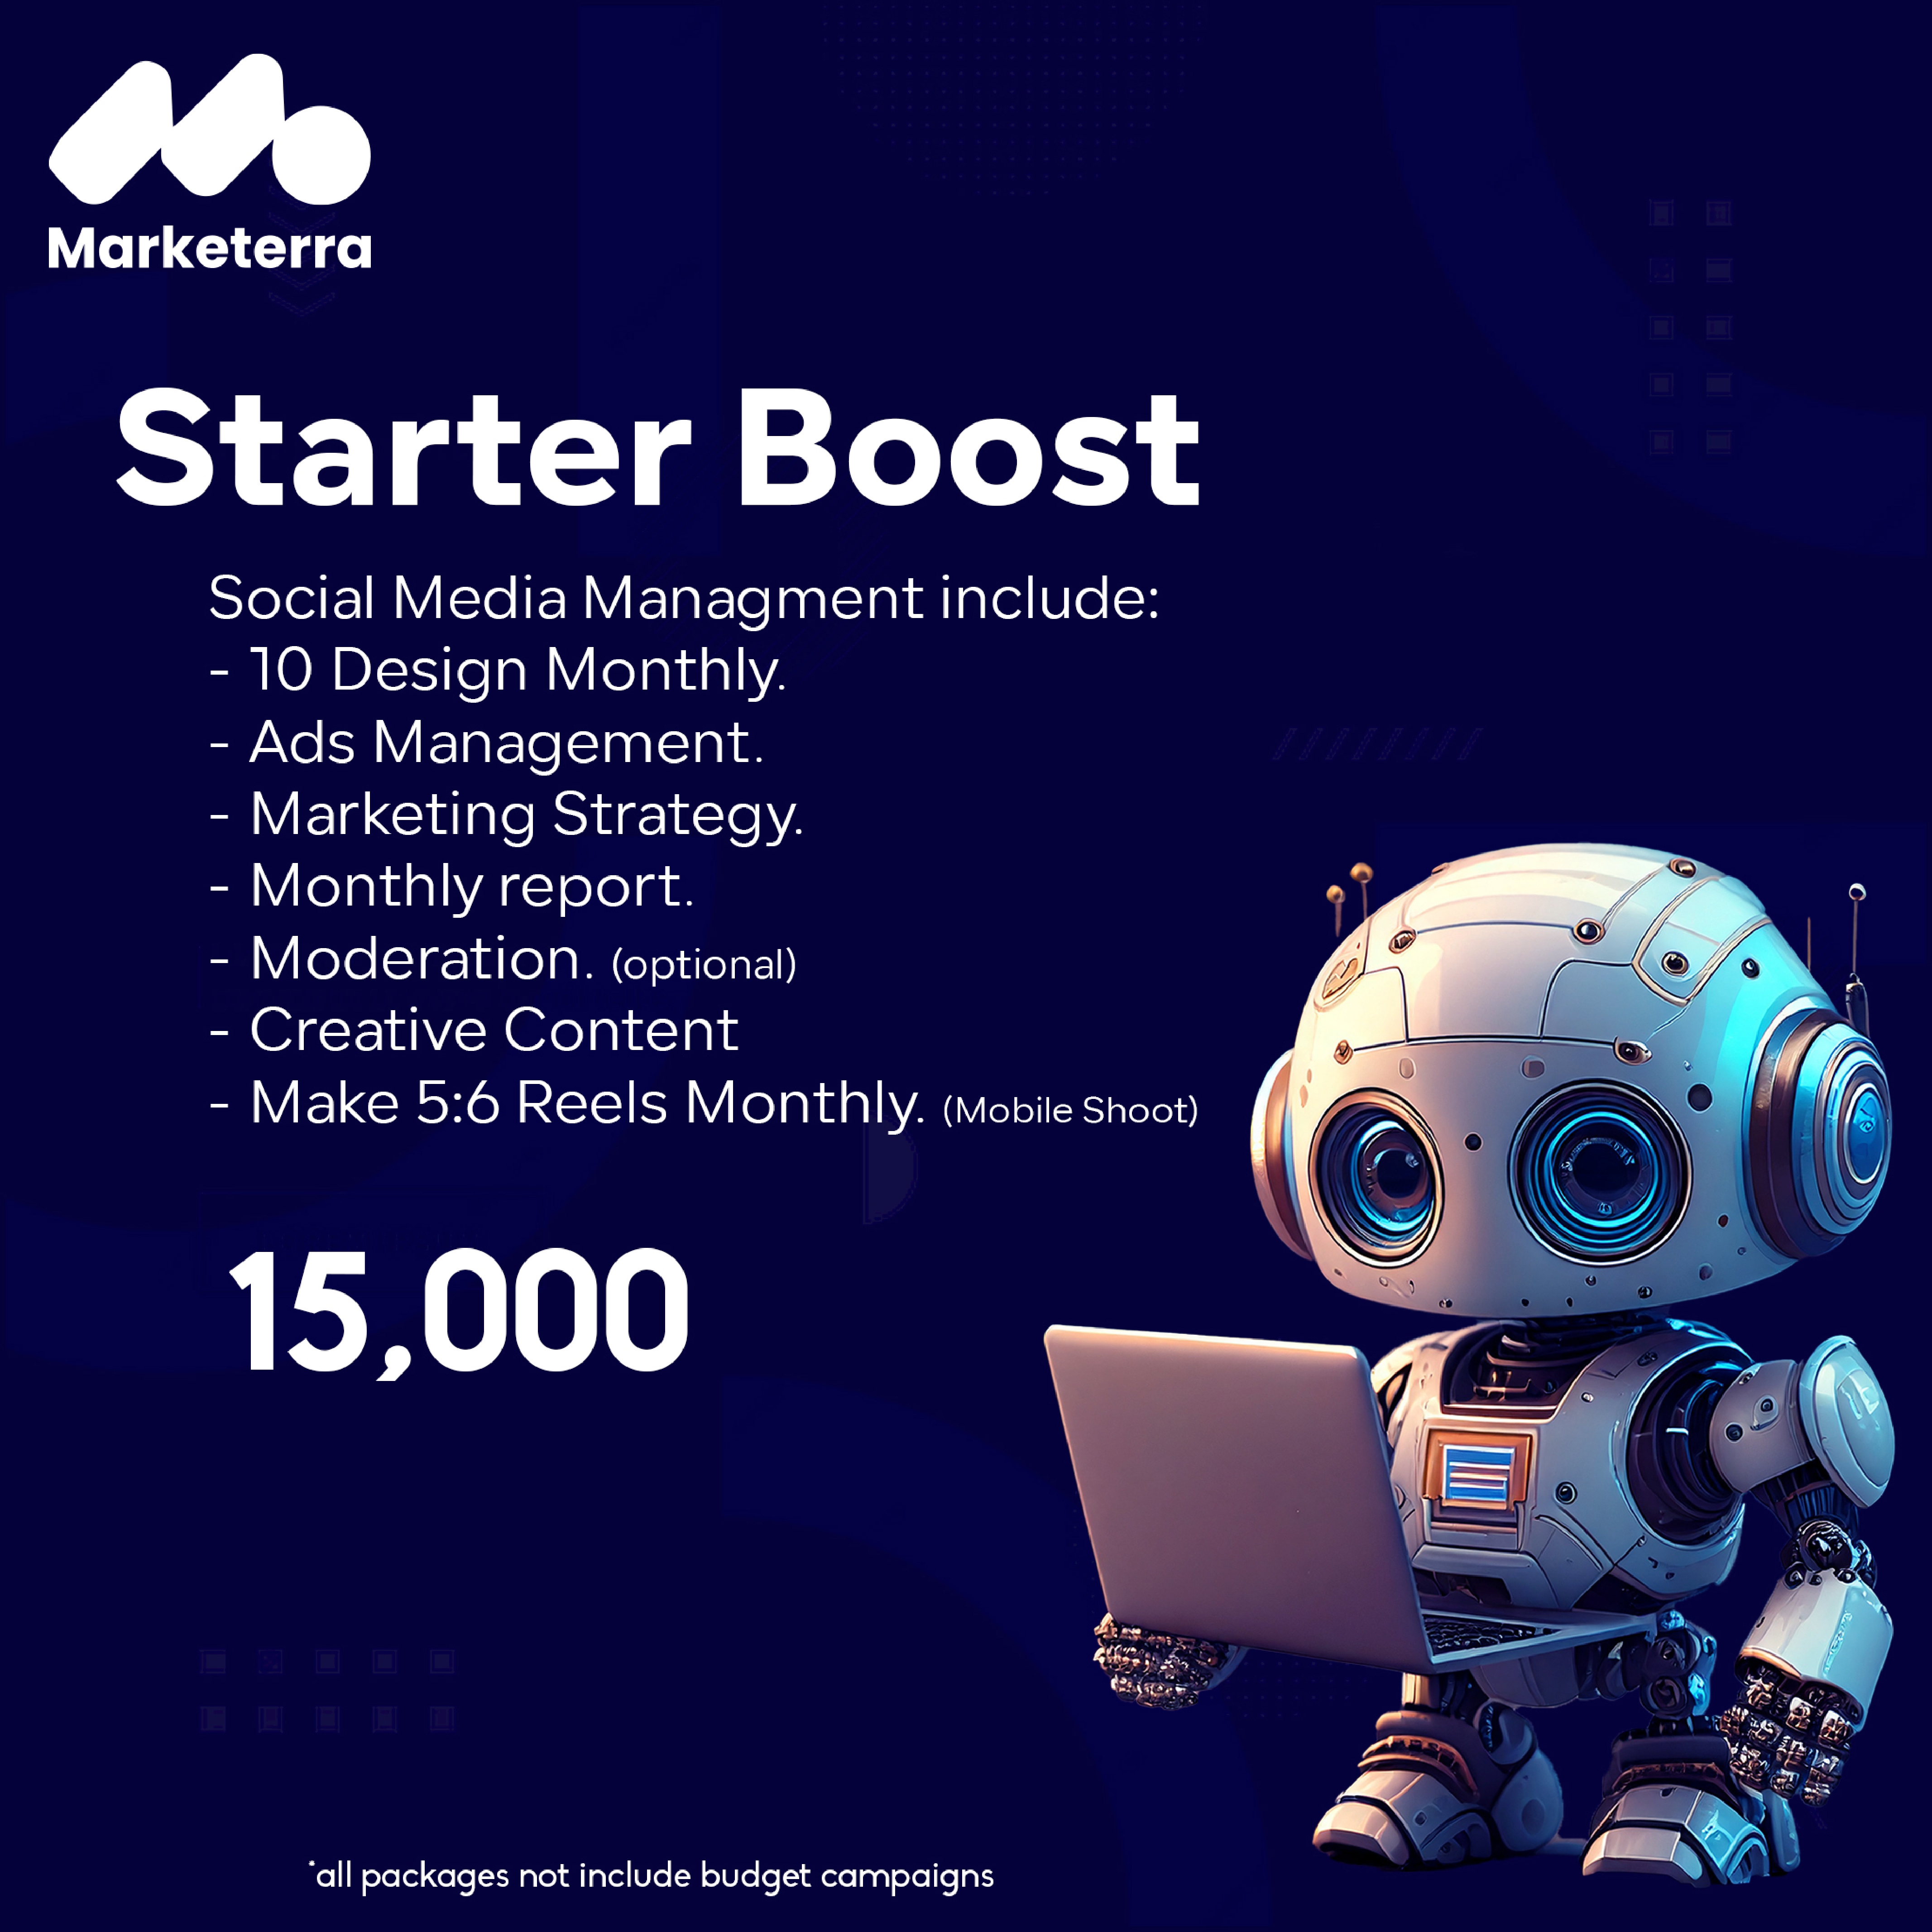 Marketerra
Starter Boost
Social Media Managment include:
- 10 Design Monthly.
- Ads Management.
- Marketing Strategy.
- Monthly report.
- Moderation. (optional)
- Creative Content
- Make 5:6 Reels Monthly. (Mobile Shoot)
15,000
*all packages not include budget campaigns